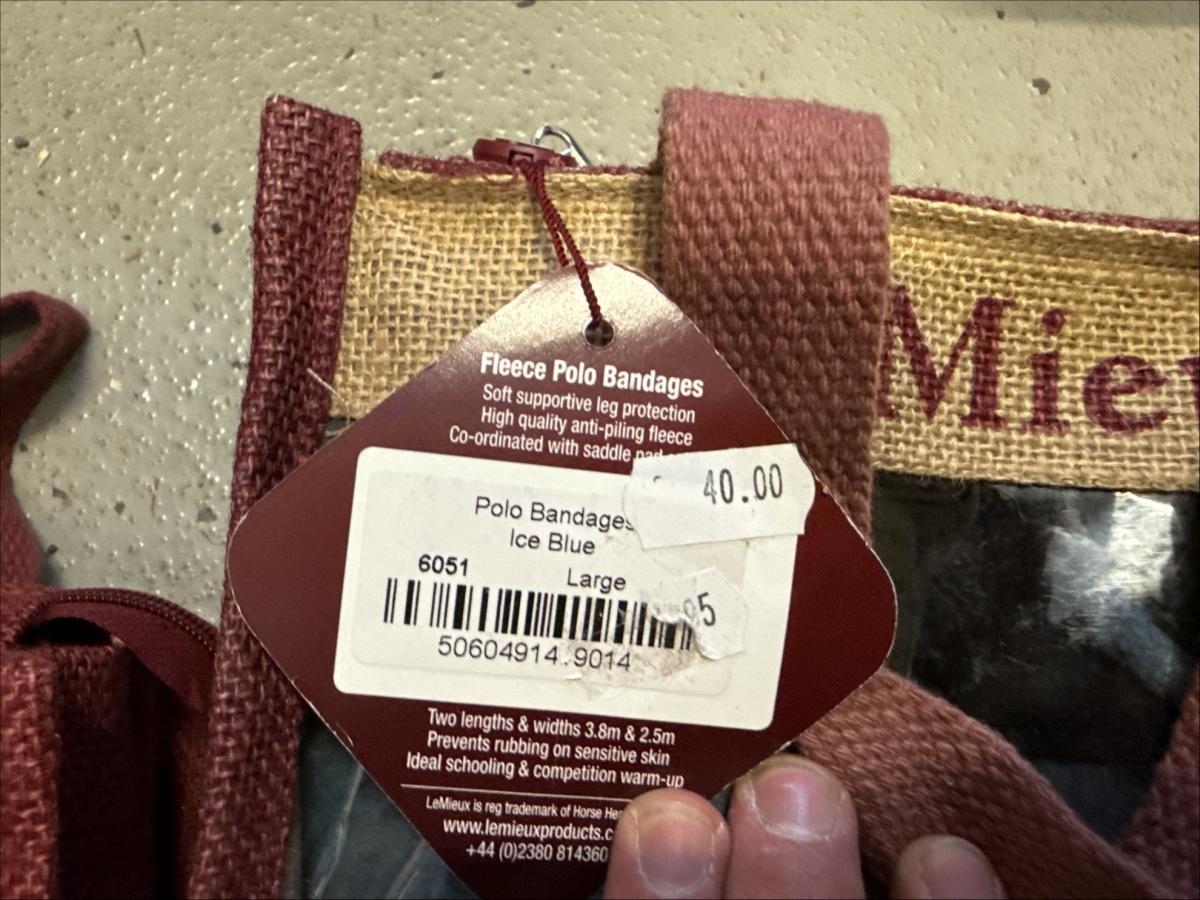 Fleece Polo Bandages
Soft supportive leg protection
High quality anti-piling fleece
Co-ordinated with saddle
40.00
Polo Bandages
Ice Blue
6051
Large
95
50604914 9014
Two lengths & widths 3.8m & 2.5m
Prevents rubbing on sensitive skin
Ideal schooling & competition warm-up
LeMieux is reg trademark of Horse
www.lemieuxproducts.c
+44 (0)2380 814360
Mieu